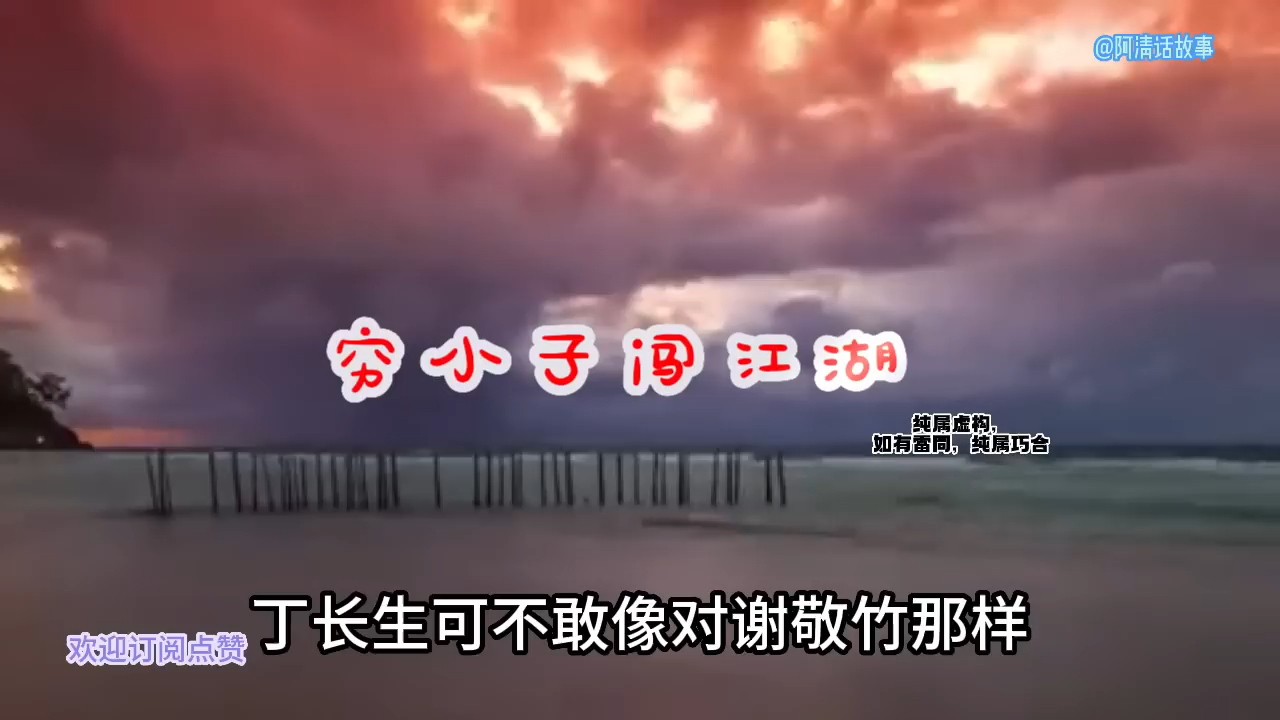 @阿清话故事
穷小子闯江湖
纯属虚构,
如有雷同，纯属巧合
丁长生可不敢像对谢敬竹那样
欢迎订阅点赞